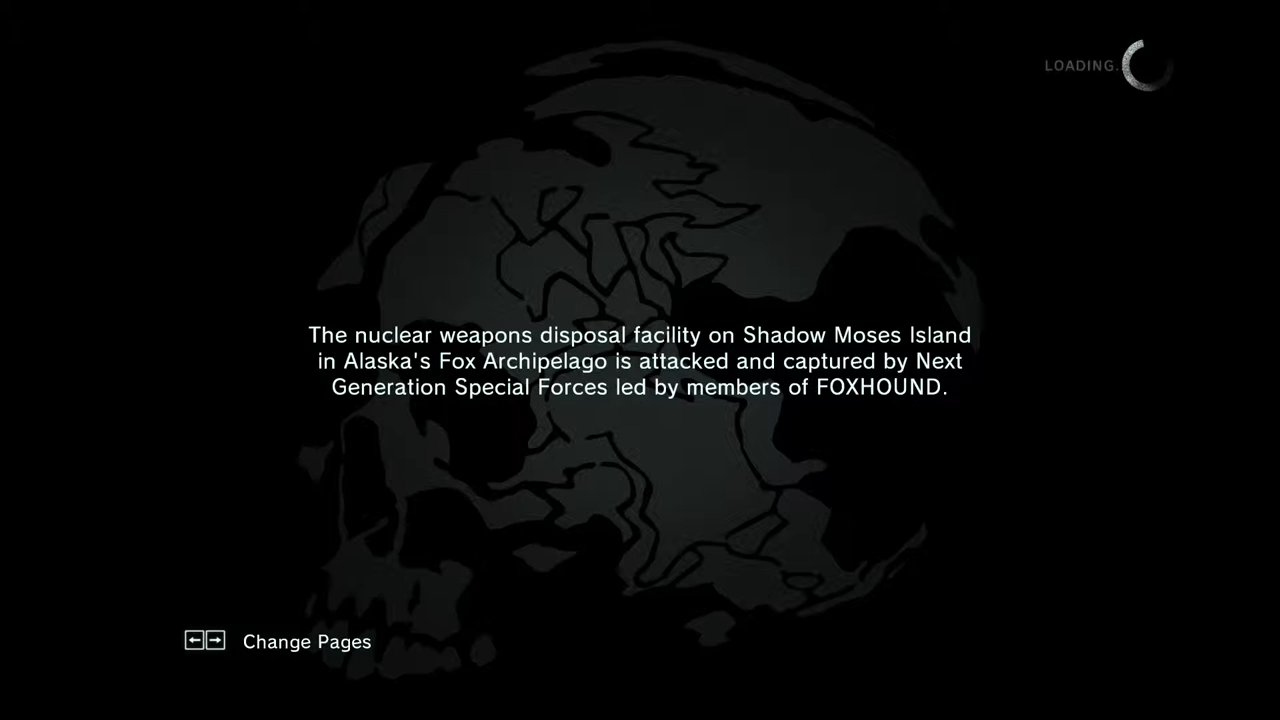 LOADING.
The nuclear weapons disposal facility on Shadow Moses Island
in Alaska's Fox Archipelago is attacked and captured by Next
Generation Special Forces led by members of FOXHOUND.
Change Pages